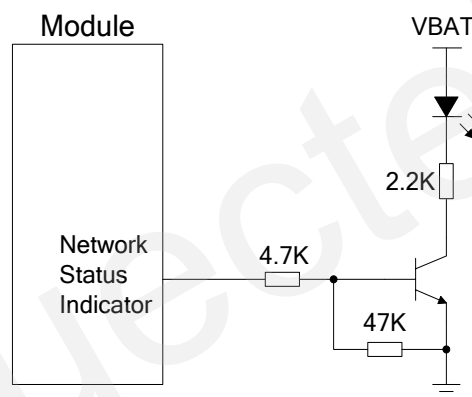 Module
VBAT
2.2K
Network
Status
Indicator
4.7K
47K